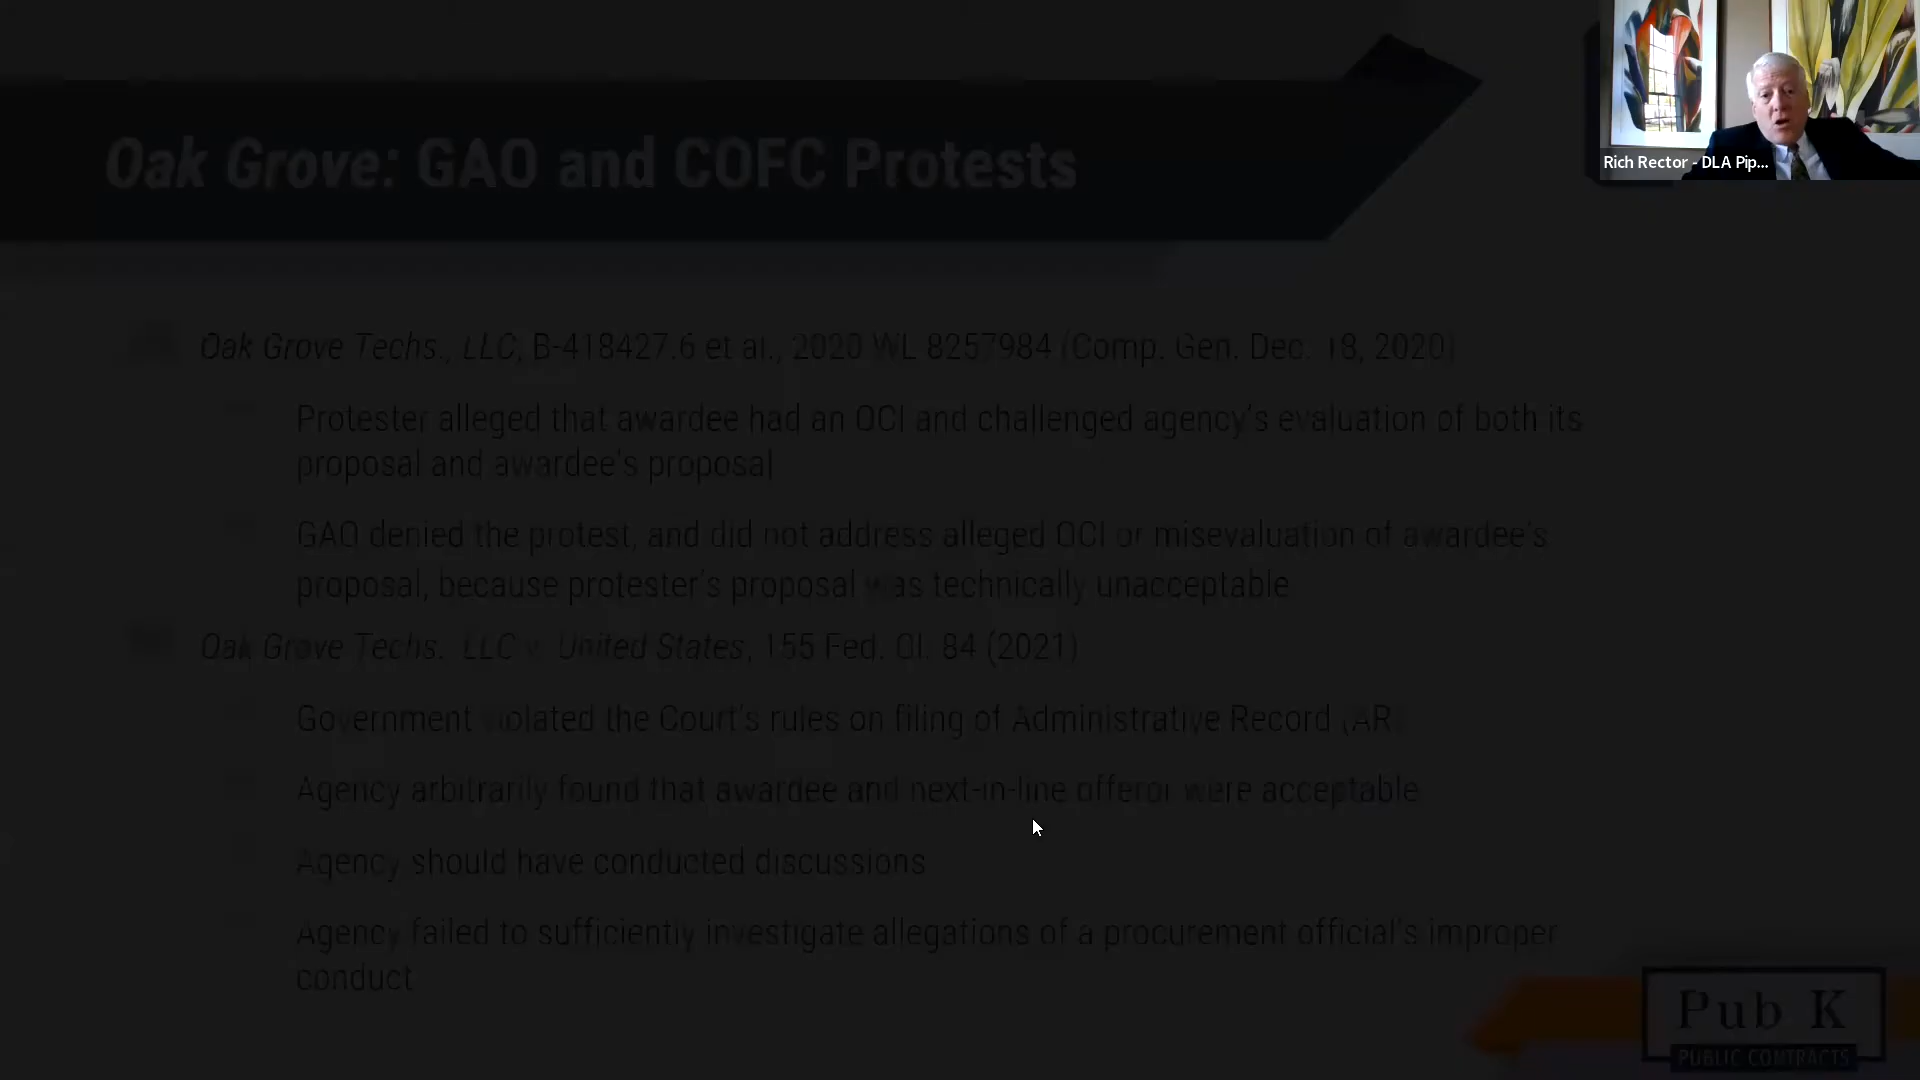 Rich Rector - DLA Pip...
Oak Grove: GAO and COFC Protests
Oak Grove Techs., LLC, B-418427.6 et al., 2020 WL 8257984 (Comp. Gen. Dec. 18, 2020)
Protester alleged that awardee had an OCI and challenged agency's evaluation of both its
proposal and awardee's proposal
GAO denied the protest, and did not address alleged OCI or misevaluation of awardee's
proposal, because protester's proposal was technically unacceptable
Oak Grove Techs. LLC v. United States, 155 Fed. Cl. 84 (2021)
Government violated the Court's rules on filing of Administrative Record (AR)
Agency arbitrarily found that awardee and next-in-line offeror were acceptable
Agency should have conducted discussions
Agency failed to sufficiently investigate allegations of a procurement official's improper
conduct
Pub K
PUBLIC CONTRACTS